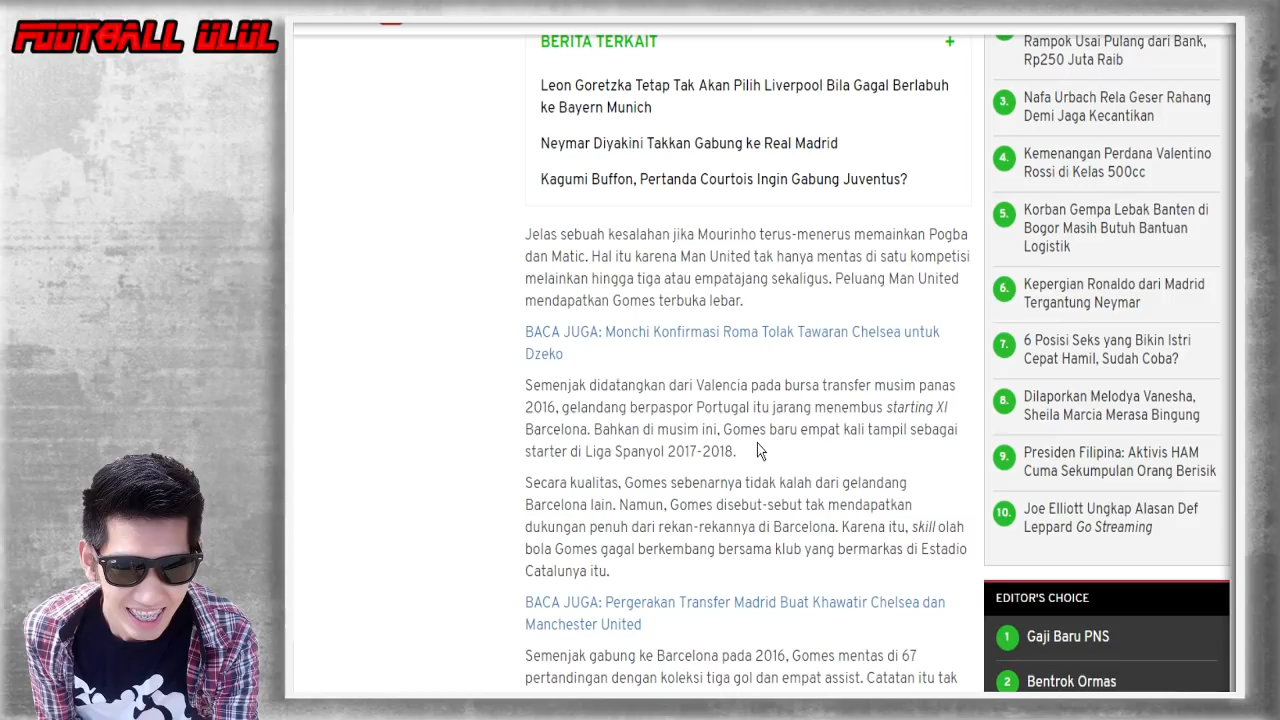 FOOTBALL ULUL
BERITA TERKAIT
+
Leon Goretzka Tetap Tak Akan Pilih Liverpool Bila Gagal Berlabuh
ke Bayern Munich
Neymar Diyakini Takkan Gabung ke Real Madrid
Kagumi Buffon, Pertanda Courtois Ingin Gabung Juventus?
Jelas sebuah kesalahan jika Mourinho terus-menerus memainkan Pogba
dan Matic. Hal itu karena Man United tak hanya mentas di satu kompetisi
melainkan hingga tiga atau empatajang sekaligus. Peluang Man United
mendapatkan Gomes terbuka lebar.
BACA JUGA: Monchi Konfirmasi Roma Tolak Tawaran Chelsea untuk
Dzeko
Semenjak didatangkan dari Valencia pada bursa transfer musim panas
2016, gelandang berpaspor Portugal itu jarang menembus starting XI
Barcelona. Bahkan di musim ini, Gomes baru empat kali tampil sebagai
starter di Liga Spanyol 2017-2018.
Secara kualitas, Gomes sebenarnya tidak kalah dari gelandang
Barcelona lain. Namun, Gomes disebut-sebut tak mendapatkan
dukungan penuh dari rekan-rekannya di Barcelona. Karena itu, skill olah
bola Gomes gagal berkembang bersama klub yang bermarkas di Estadio
Catalunya itu.
BACA JUGA: Pergerakan Transfer Madrid Buat Khawatir Chelsea dan
Manchester United
Semenjak gabung ke Barcelona pada 2016, Gomes mentas di 67
pertandingan dengan koleksi tiga gol dan empat assist. Catatan itu tak
Rampok Usai Pulang dari Bank,
Rp250 Juta Raib
3. Nafa Urbach Rela Geser Rahang
Demi Jaga Kecantikan
4. Kemenangan Perdana Valentino
Rossi di Kelas 500cc
5. Korban Gempa Lebak Banten di
Bogor Masih Butuh Bantuan
Logistik
6. Kepergian Ronaldo dari Madrid
Tergantung Neymar
7. 6 Posisi Seks yang Bikin Istri
Cepat Hamil, Sudah Coba?
8. Dilaporkan Melodya Vanesha,
Sheila Marcia Merasa Bingung
9. Presiden Filipina: Aktivis HAM
Cuma Sekumpulan Orang Berisik
10. Joe Elliott Ungkap Alasan Def
Leppard Go Streaming
EDITOR'S CHOICE
1 Gaji Baru PNS
2 Bentrok Ormas